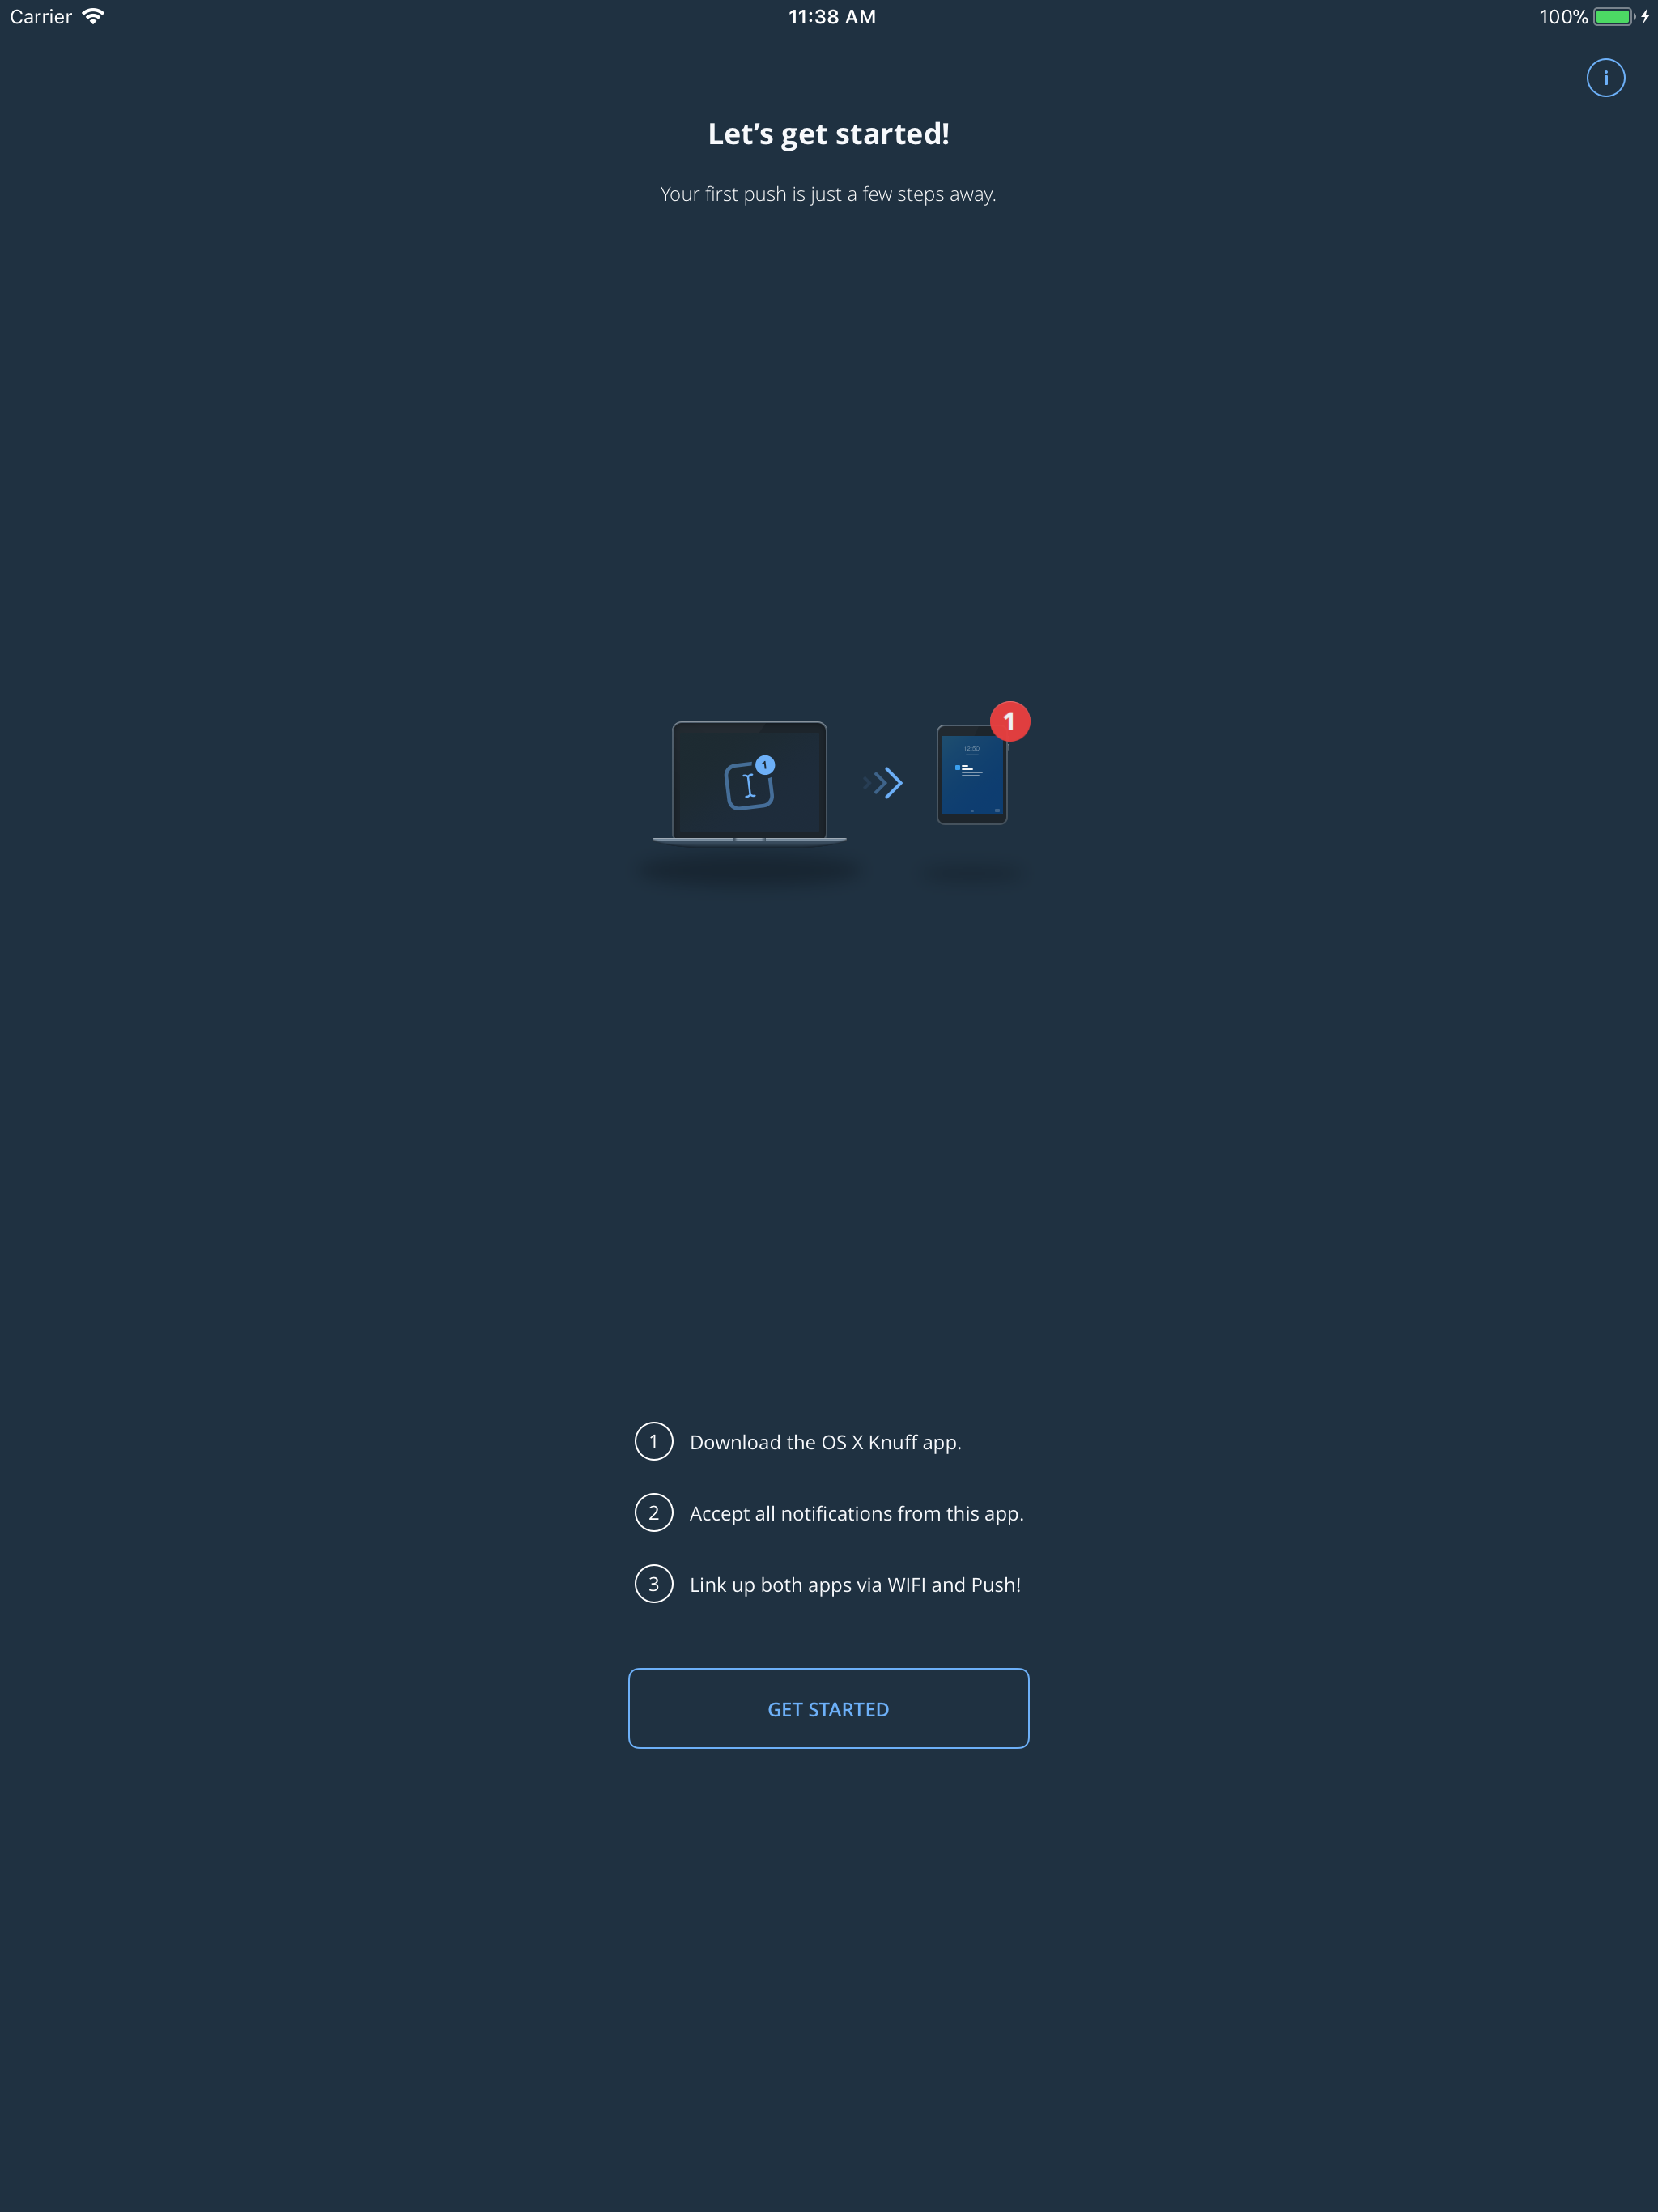 Carrier 11:38 AM 100%
i
Let’s get started!
Your first push is just a few steps away.
1
1
12:50
1 Download the OS X Knuff app.
2 Accept all notifications from this app.
3 Link up both apps via WIFI and Push!
GET STARTED